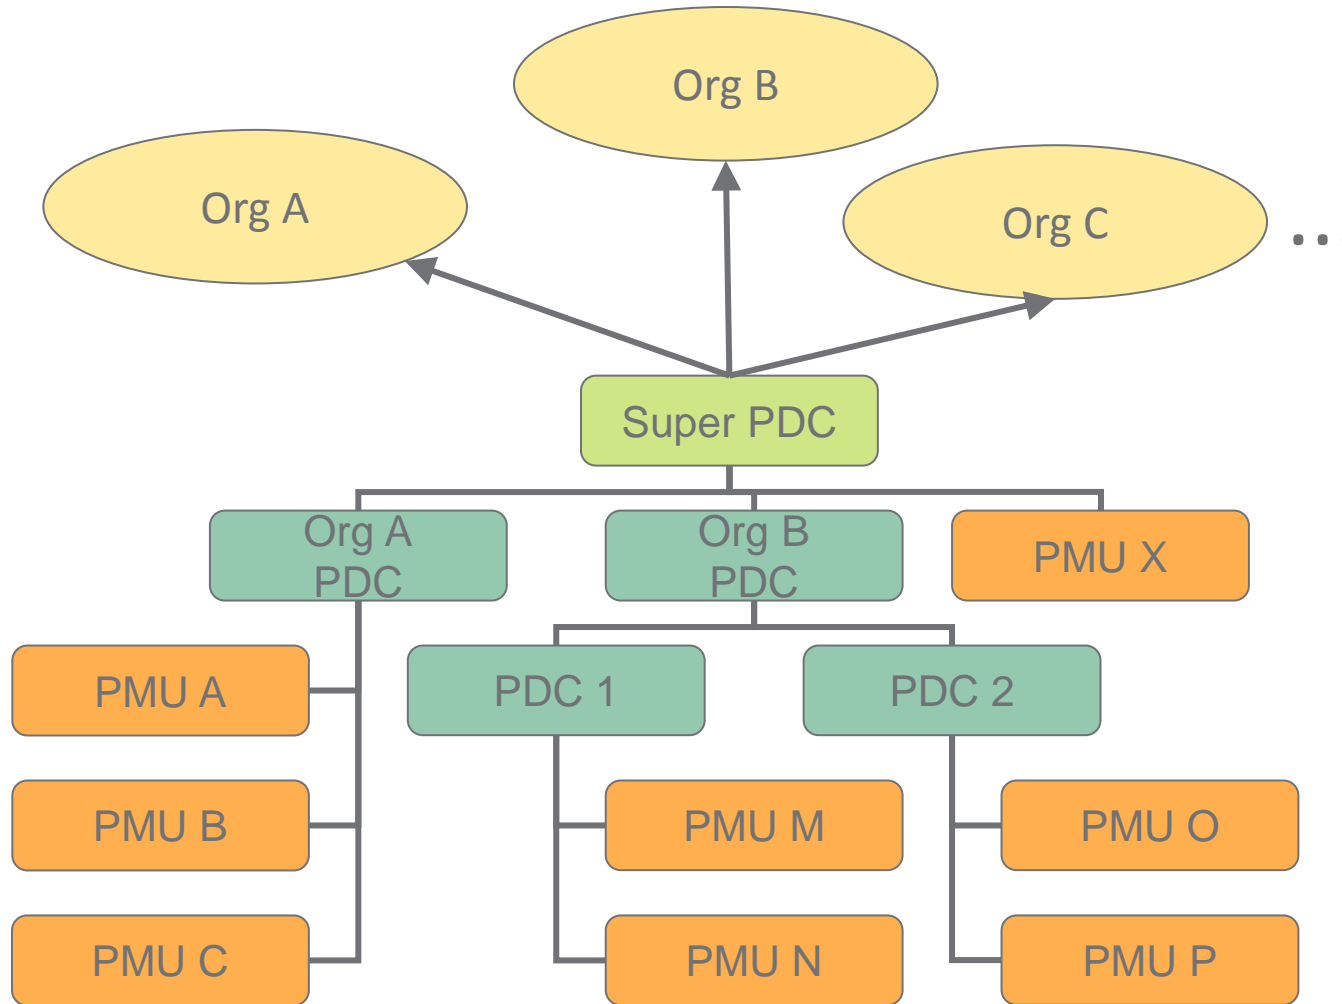 Org B
Org A
Org C
..
Super PDC
Org A
PDC
Org B
PDC
PMU X
PMU A
PDC 1
PDC 2
PMU B
PMU M
PMU O
PMU C
PMU N
PMU P